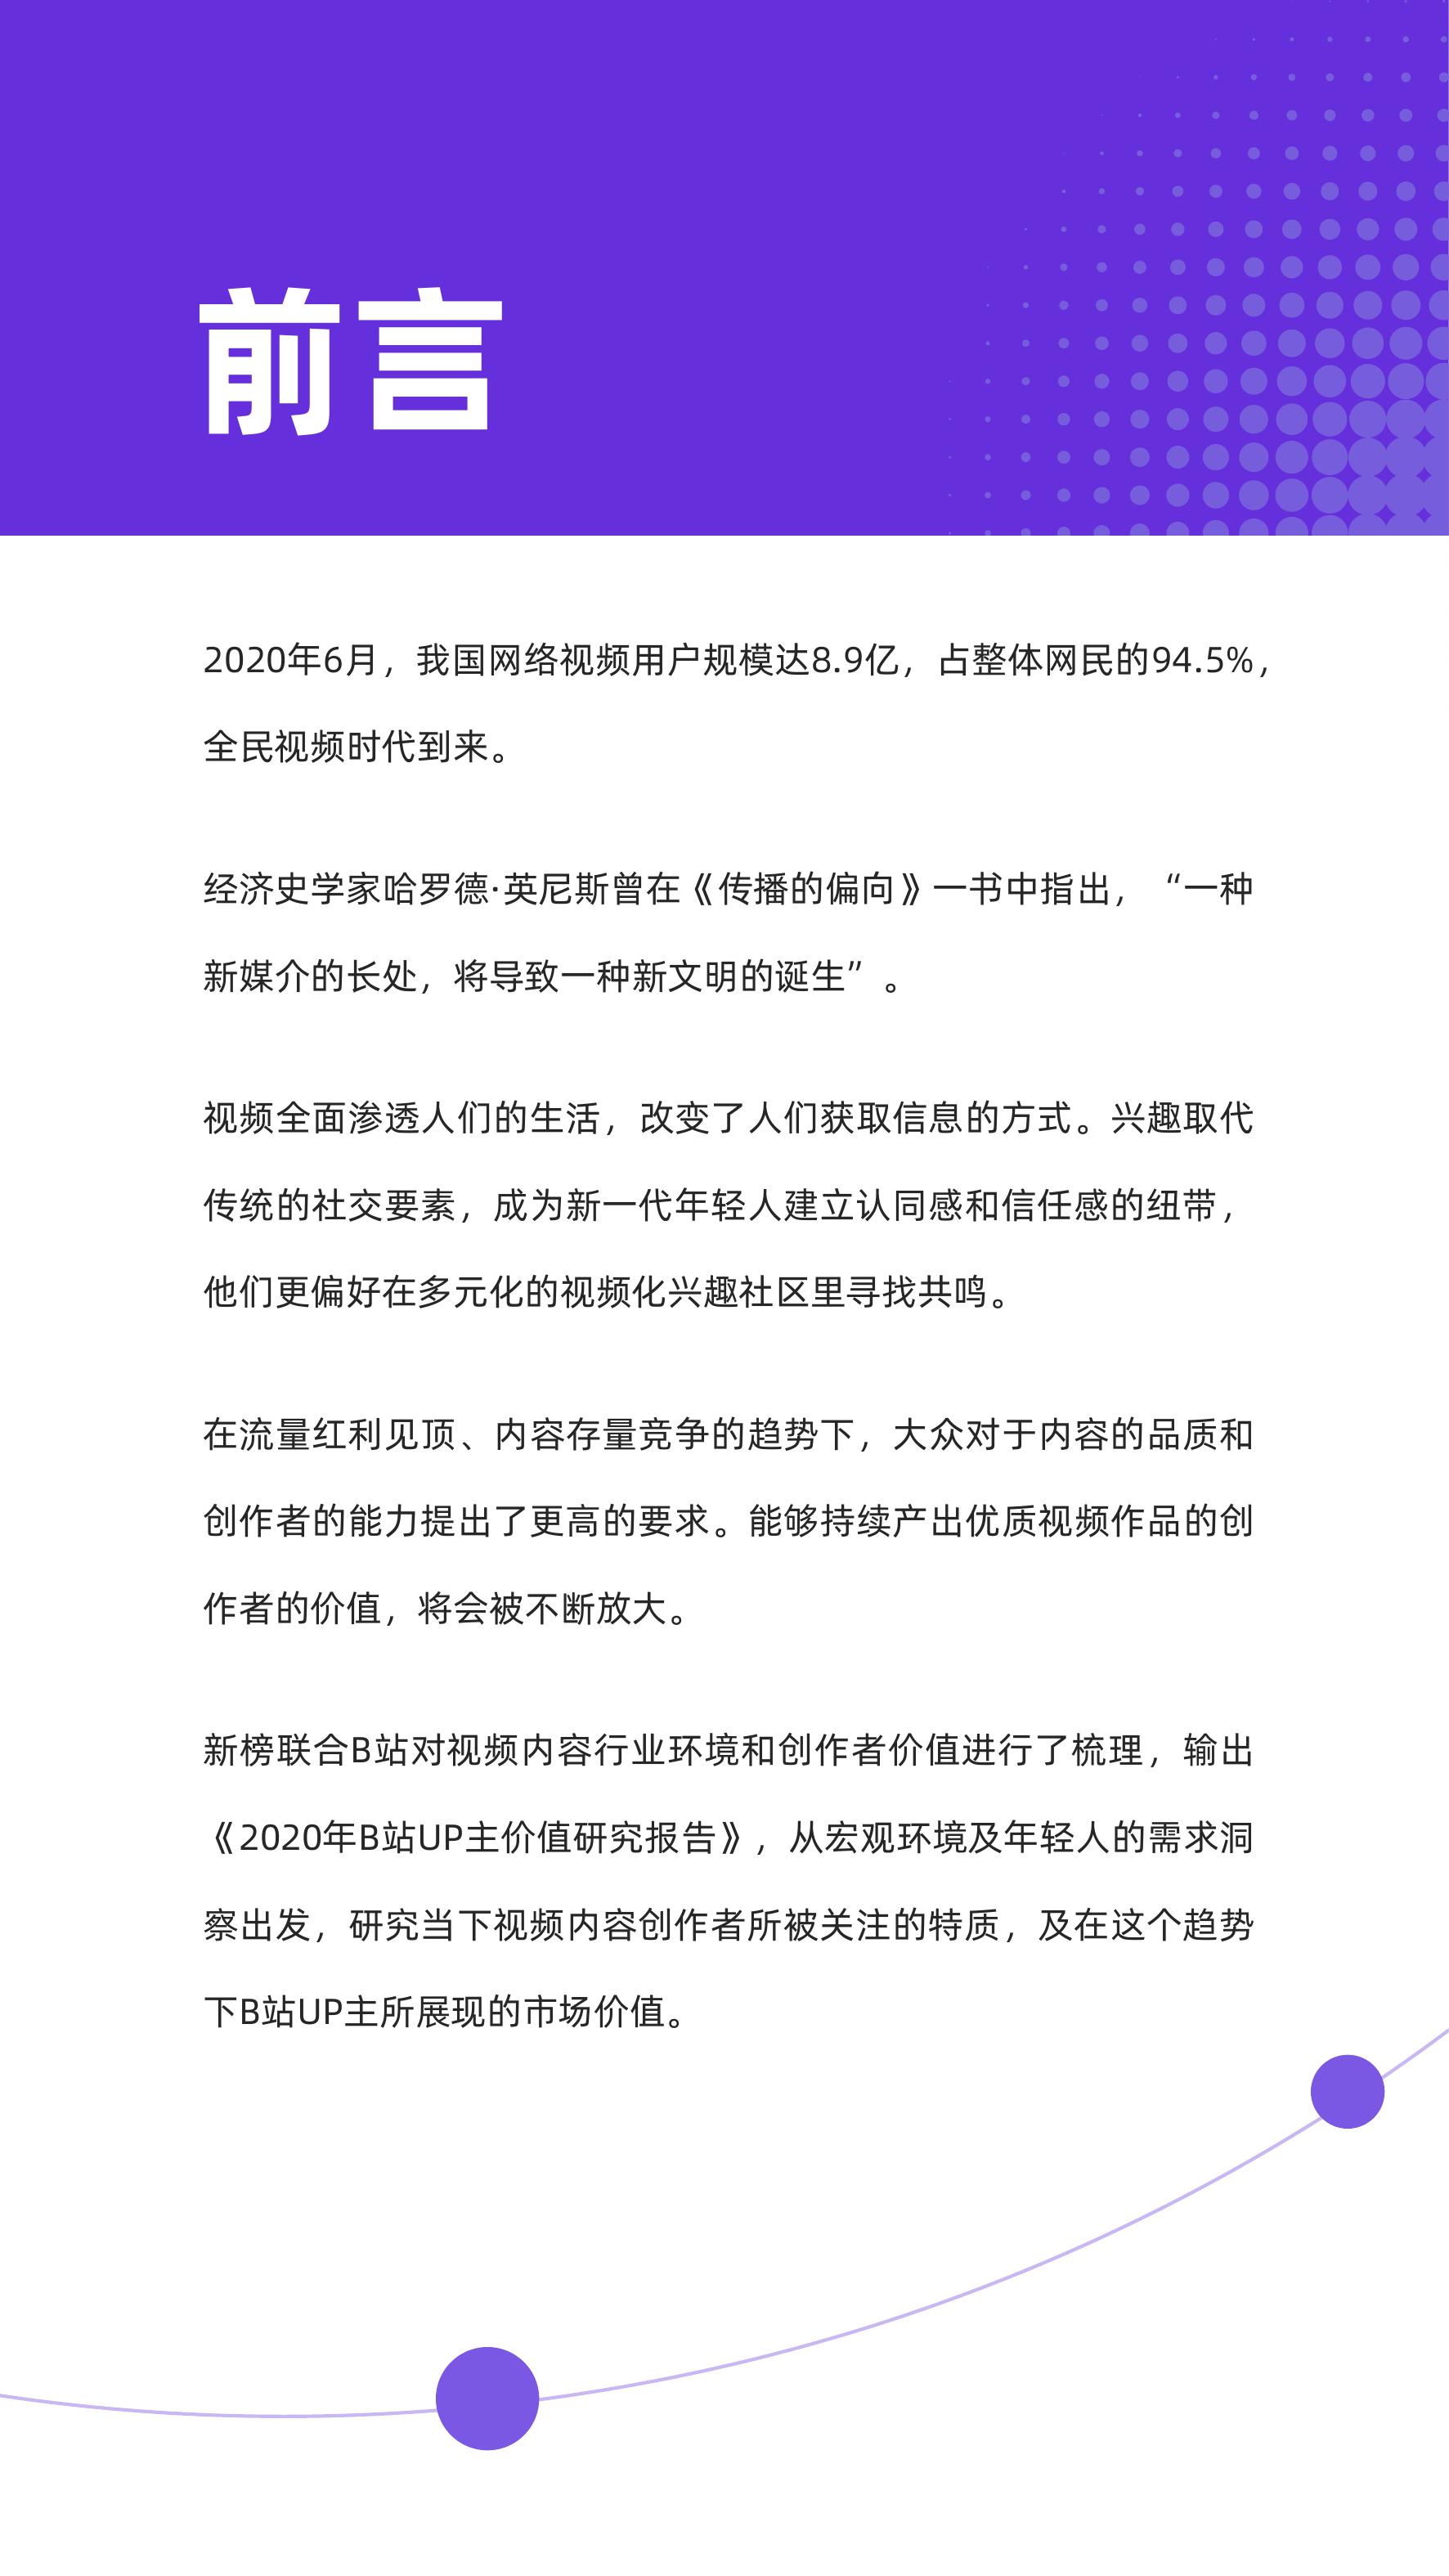 前言
2020年6月，我国网络视频用户规模达8.9亿，占整体网民的94.5%，
全民视频时代到来。
经济史学家哈罗德·英尼斯曾在《传播的偏向》一书中指出，“一种
新媒介的长处，将导致一种新文明的诞生”。
视频全面渗透人们的生活，改变了人们获取信息的方式。兴趣取代
传统的社交要素，成为新一代年轻人建立认同感和信任感的纽带，
他们更偏好在多元化的视频化兴趣社区里寻找共鸣。
在流量红利见顶、内容存量竞争的趋势下，大众对于内容的品质和
创作者的能力提出了更高的要求。能够持续产出优质视频作品的创
作者的价值，将会被不断放大。
新榜联合B站对视频内容行业环境和创作者价值进行了梳理，输出
《2020年B站UP主价值研究报告》，从宏观环境及年轻人的需求洞
察出发，研究当下视频内容创作者所被关注的特质，及在这个趋势
下B站UP主所展现的市场价值。